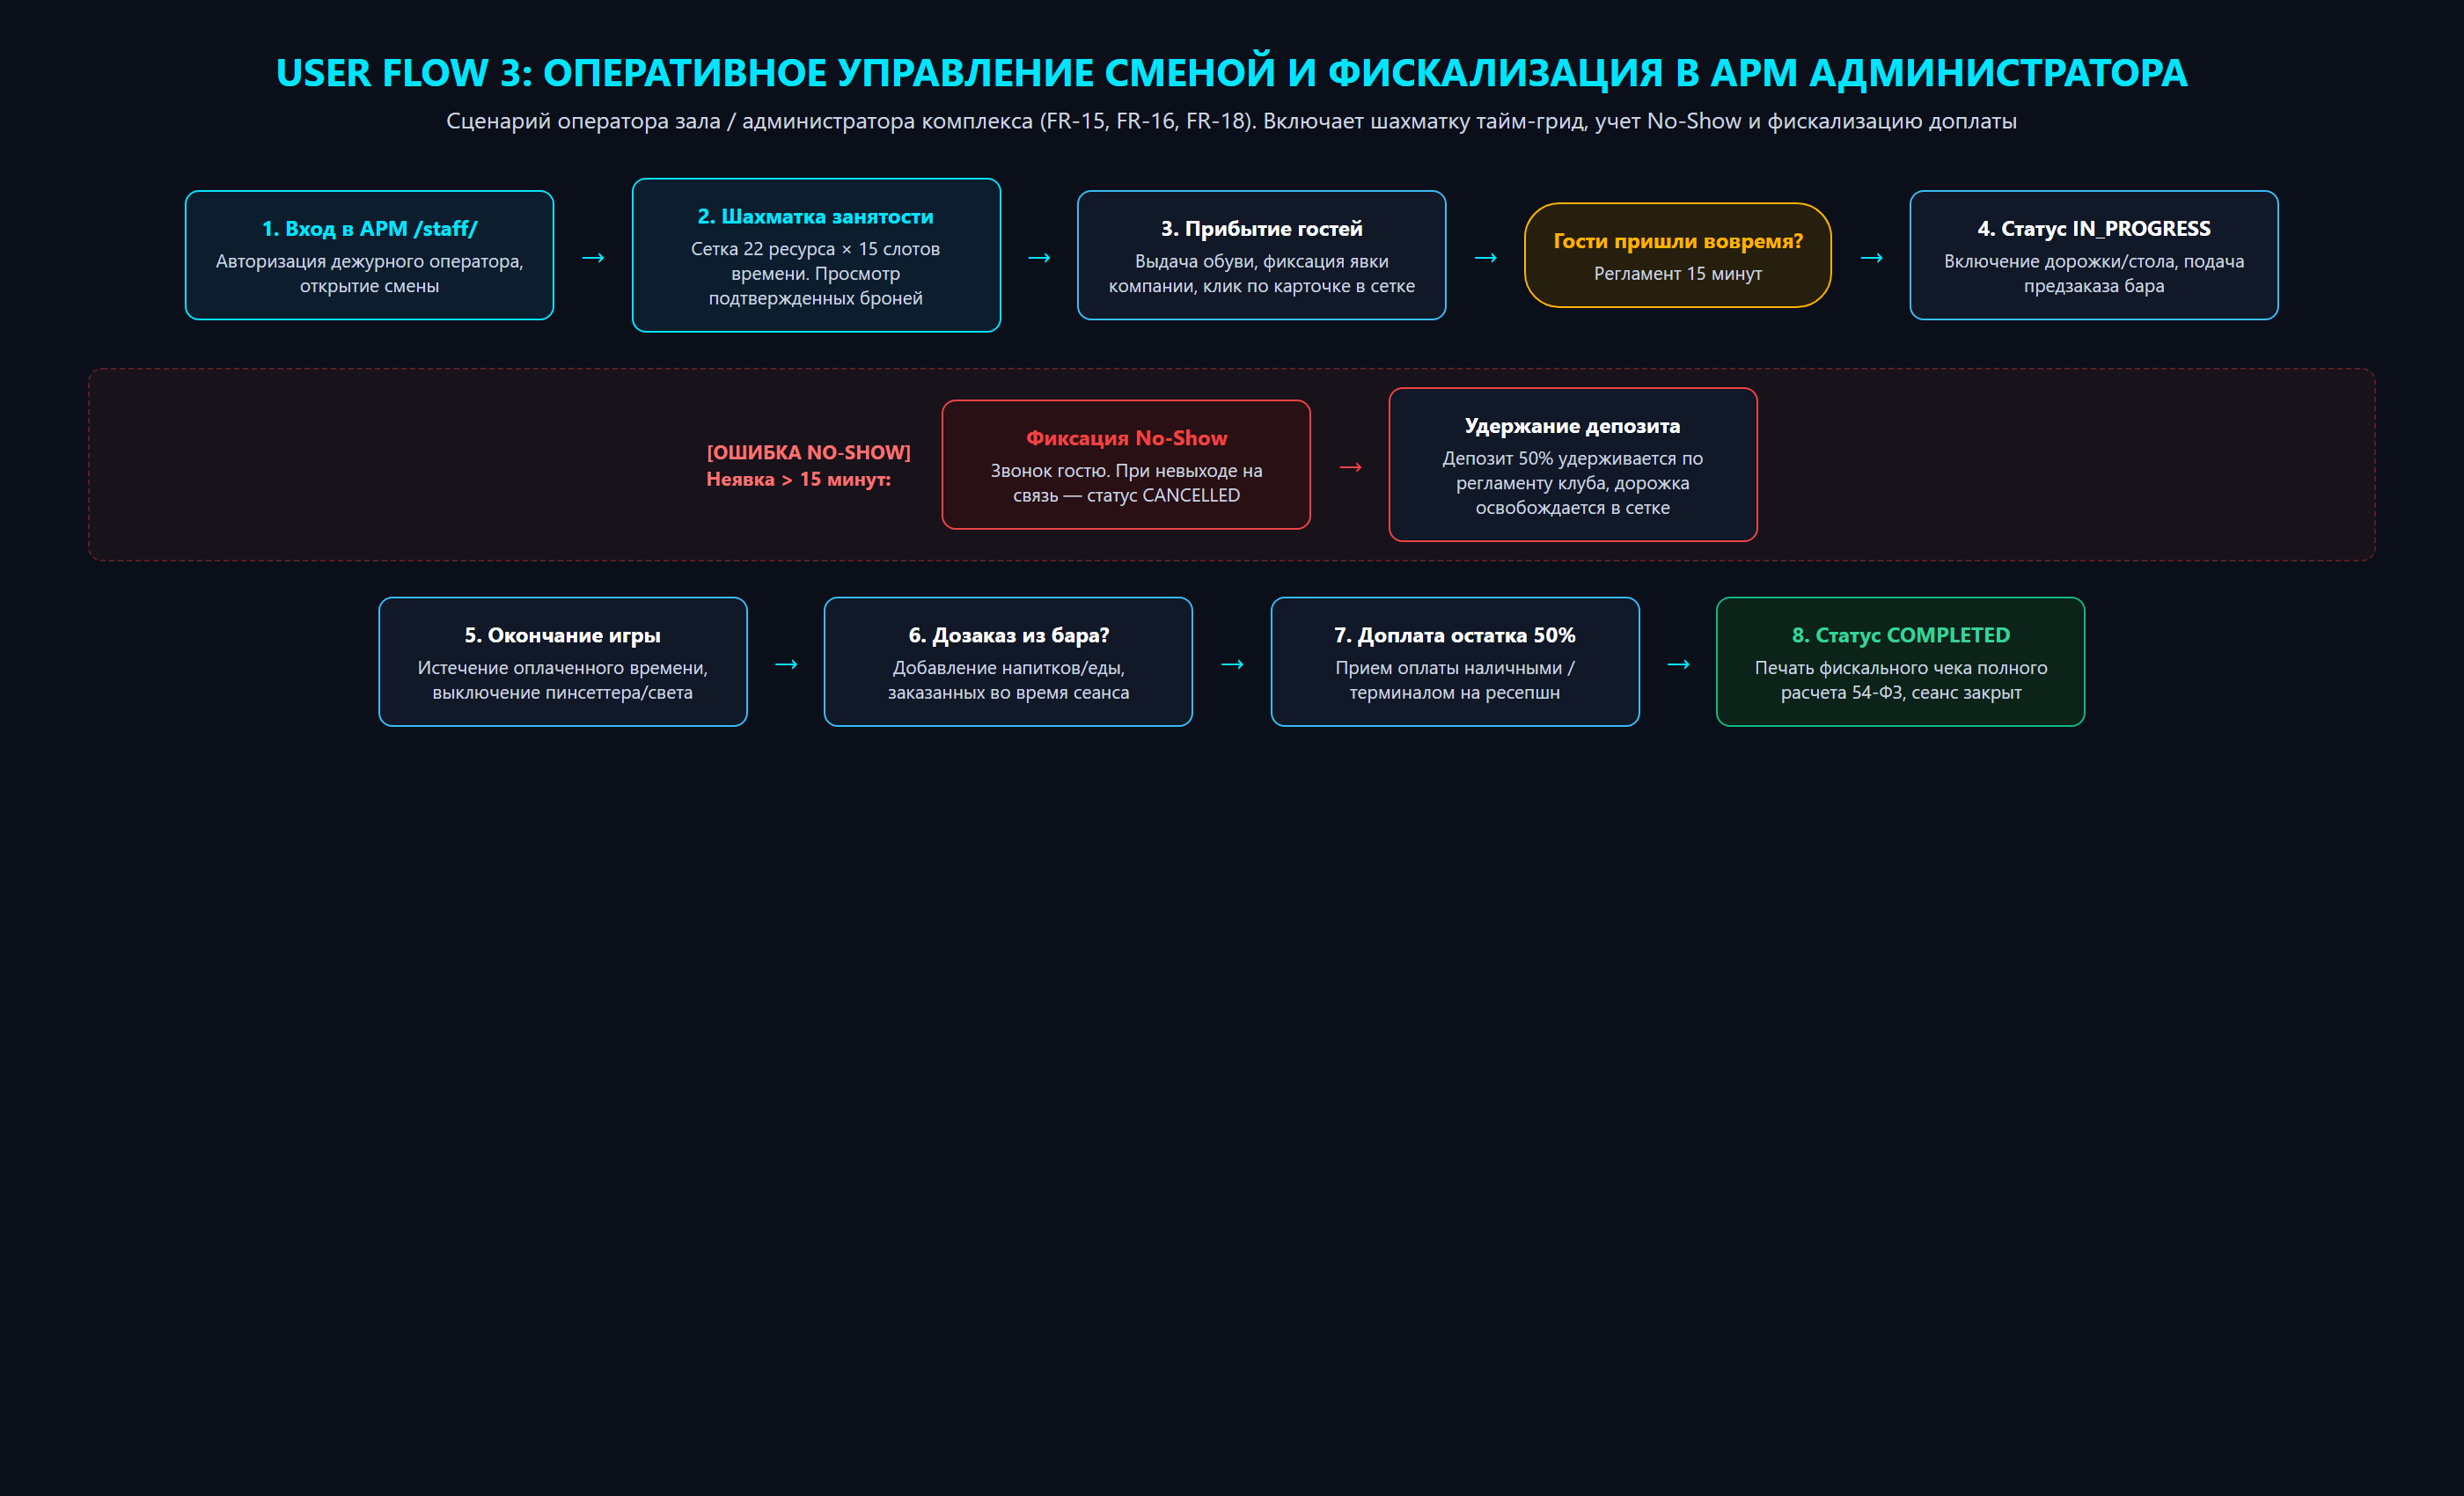 USER FLOW 3: ОПЕРАТИВНОЕ УПРАВЛЕНИЕ СМЕНОЙ И ФИСКАЛИЗАЦИЯ В АРМ АДМИНИСТРАТОРА
Сценарий оператора зала / администратора комплекса (FR-15, FR-16, FR-18). Включает шахматку тайм-грид, учет No-Show и фискализацию доплаты
1. Вход в АРМ /staff/
Авторизация дежурного оператора,
открытие смены
→
2. Шахматка занятости
Сетка 22 ресурса × 15 слотов
времени. Просмотр
подтвержденных броней
→
3. Прибытие гостей
Выдача обуви, фиксация явки
компании, клик по карточке в сетке
→
Гости пришли вовремя?
Регламент 15 минут
→
4. Статус IN_PROGRESS
Включение дорожки/стола, подача
предзаказа бара
[ОШИБКА NO-SHOW]
Неявка > 15 минут:
Фиксация No-Show
Звонок гостю. При невыходе на
связь — статус CANCELLED
→
Удержание депозита
Депозит 50% удерживается по
регламенту клуба, дорожка
освобождается в сетке
5. Окончание игры
Истечение оплаченного времени,
выключение пинсеттера/света
→
6. Дозаказ из бара?
Добавление напитков/еды,
заказанных во время сеанса
→
7. Доплата остатка 50%
Прием оплаты наличными /
терминалом на ресепшн
→
8. Статус COMPLETED
Печать фискального чека полного
расчета 54-ФЗ, сеанс закрыт